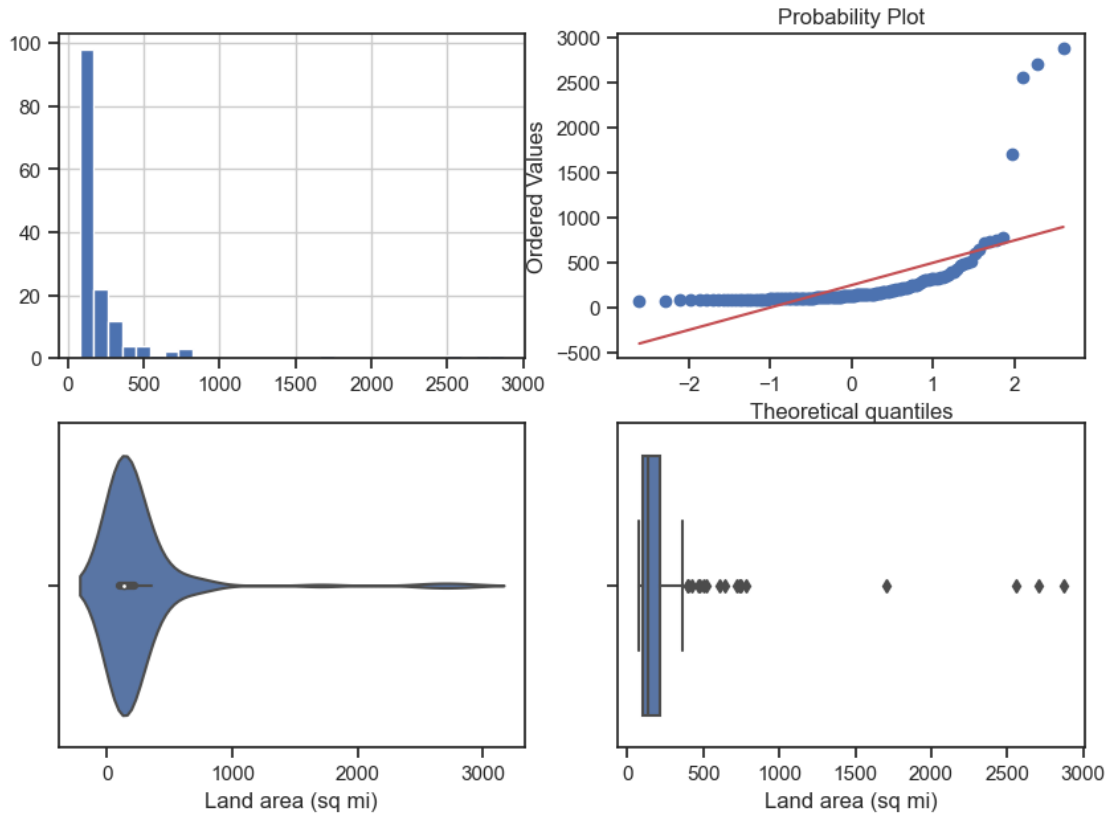 Probability Plot
100
80
60
40
20
0
0 500 1000 1500 2000 2500 3000
Ordered Values
3000
2500
2000
1500
1000
500
0
−500
−2 −1 0 1 2
Theoretical quantiles
0 1000 2000 3000
Land area (sq mi)
0 500 1000 1500 2000 2500 3000
Land area (sq mi)